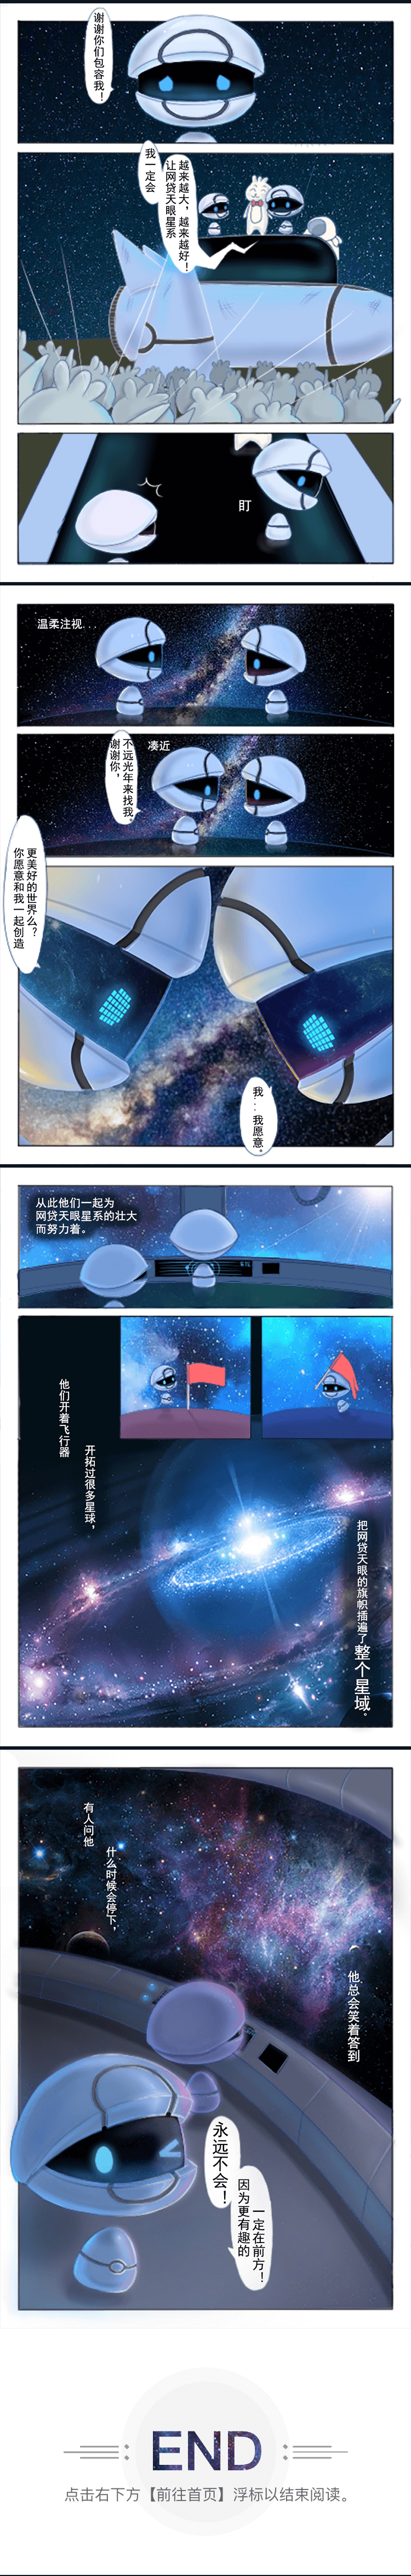 谢谢你们包容我！
我一定会
让网贷天眼星系
越来越大，越来越好！
盯
温柔注视...
凑近
谢谢你，
不远光年来找我。
你愿意和我一起创造
更美好的世界么？
我...我愿意。
从此他们一起为
网贷天眼星系的壮大
而努力着。
他们开着飞行器
开拓过很多星球，
把网贷天眼的旗帜插遍了整个星域。
有人问他
什么时候会停下，
他总会笑着答到
永远不会！
因为更有趣的
一定在前方！
END
点击右下方【前往首页】浮标以结束阅读。